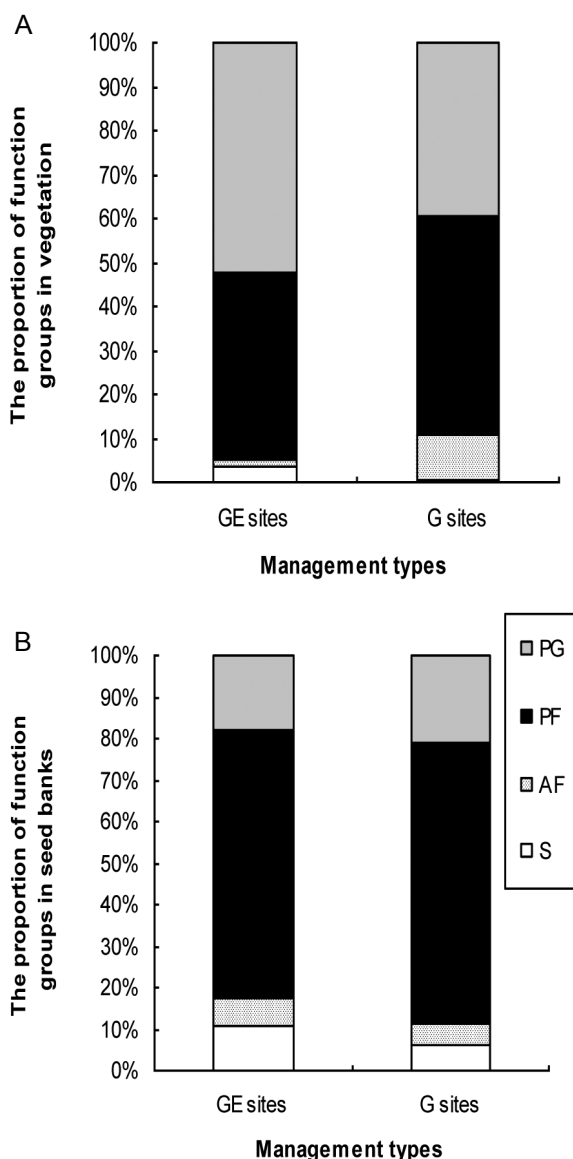 A
The proportion of function
groups in vegetation
100%
90%
80%
70%
60%
50%
40%
30%
20%
10%
0%
GE sites
G sites
Management types
B
The proportion of function
groups in seed banks
100%
90%
80%
70%
60%
50%
40%
30%
20%
10%
0%
GE sites
G sites
Management types
PG
PF
AF
S